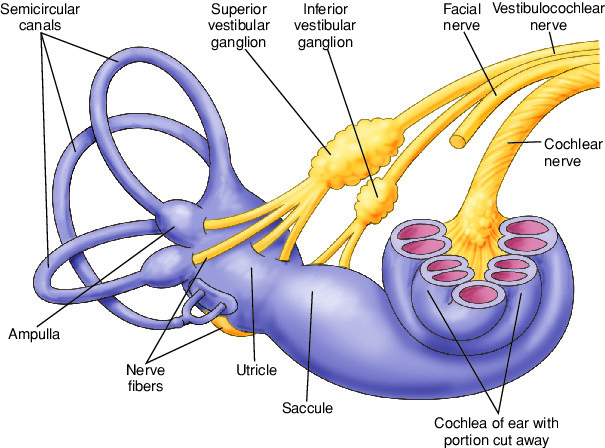 Semicircular
canals
Superior
vestibular
ganglion
Inferior
vestibular
ganglion
Facial
nerve
Vestibulocochlear
nerve
Cochlear
nerve
Ampulla
Nerve
fibers
Utricle
Saccule
Cochlea of ear with
portion cut away